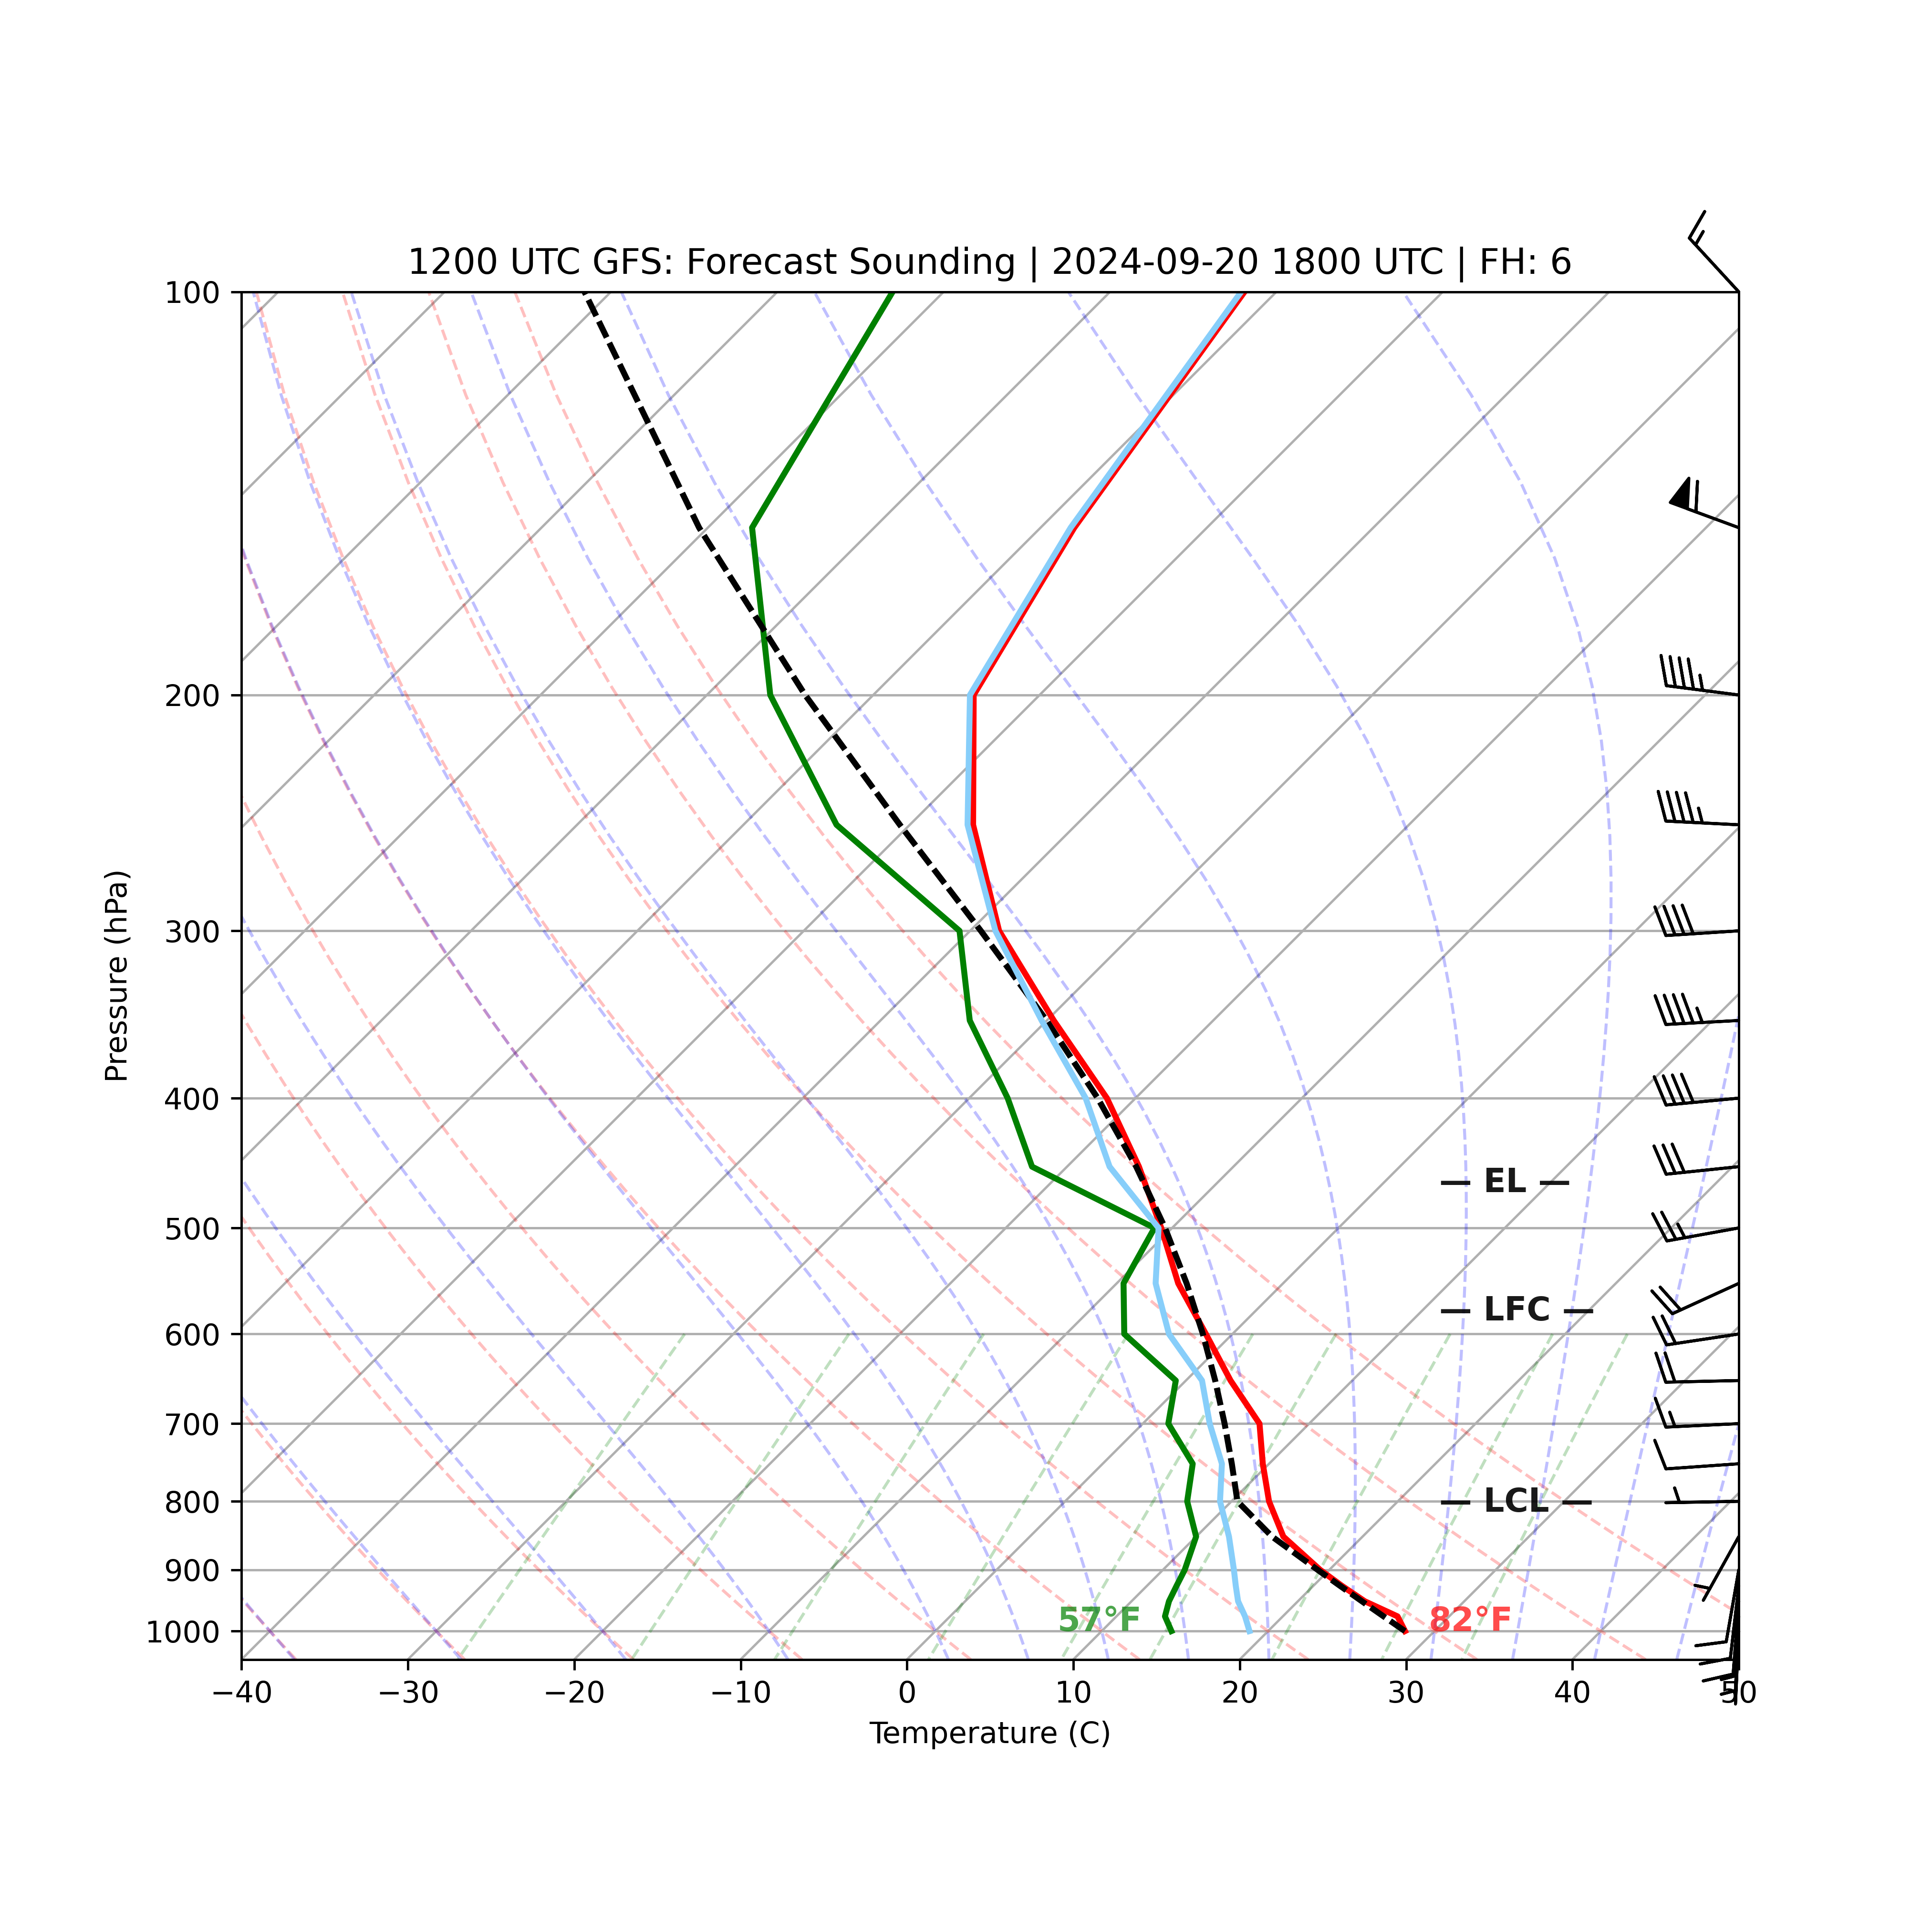 1200 UTC GFS: Forecast Sounding | 2024-09-20 1800 UTC | FH: 6
100
200
300
Pressure (hPa)
400
— EL —
500
— LFC —
600
700
800
— LCL —
900
57°F
82°F
1000
−40 −30 −20 −10 0 10 20 30 40 50
Temperature (C)